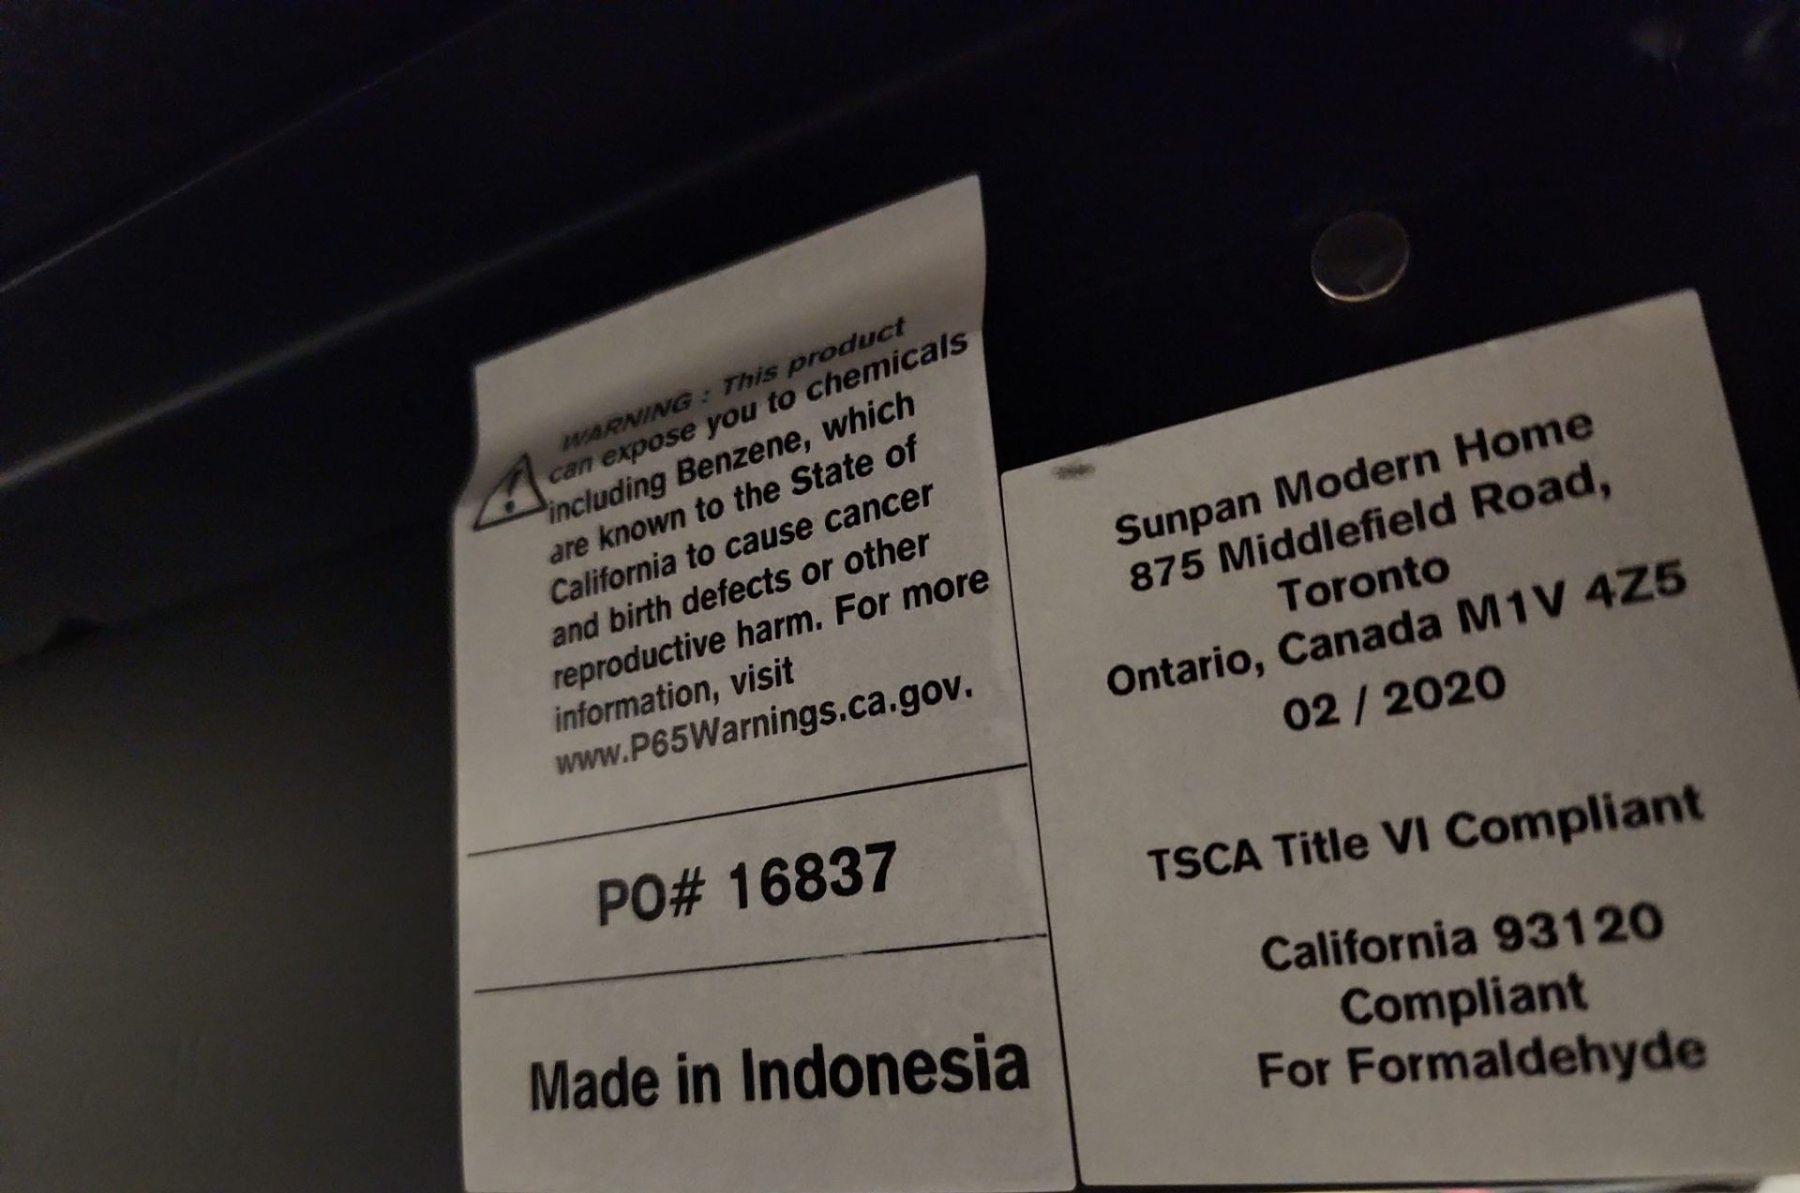 WARNING : This product
can expose you to chemicals
including Benzene, which
are known to the State of
California to cause cancer
and birth defects or other
reproductive harm. For more
information, visit
www.P65Warnings.ca.gov.
PO# 16837
Made in Indonesia
Sunpan Modern Home
875 Middlefield Road,
Toronto
Ontario, Canada M1V 4Z5
02 / 2020
TSCA Title VI Compliant
California 93120
Compliant
For Formaldehyde